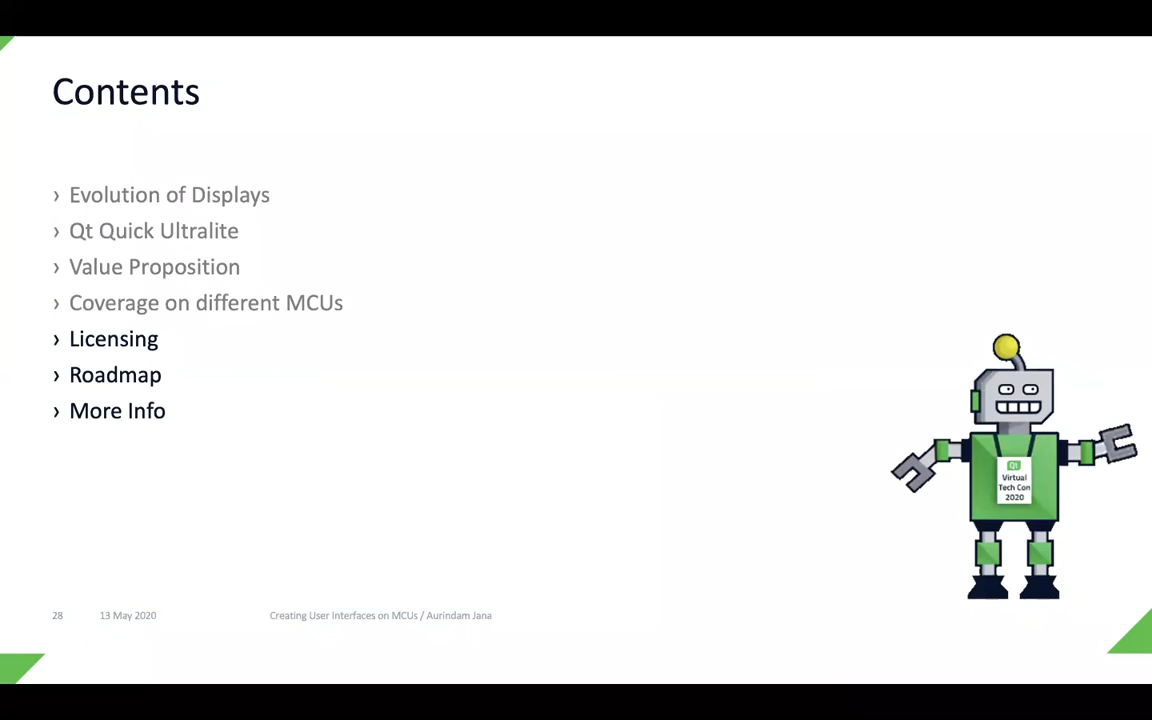 Contents
› Evolution of Displays
› Qt Quick Ultralite
› Value Proposition
› Coverage on different MCUs
› Licensing
› Roadmap
› More Info
Qt
Virtual
Tech Con
2020
28 13 May 2020 Creating User Interfaces on MCUs / Aurindam Jana